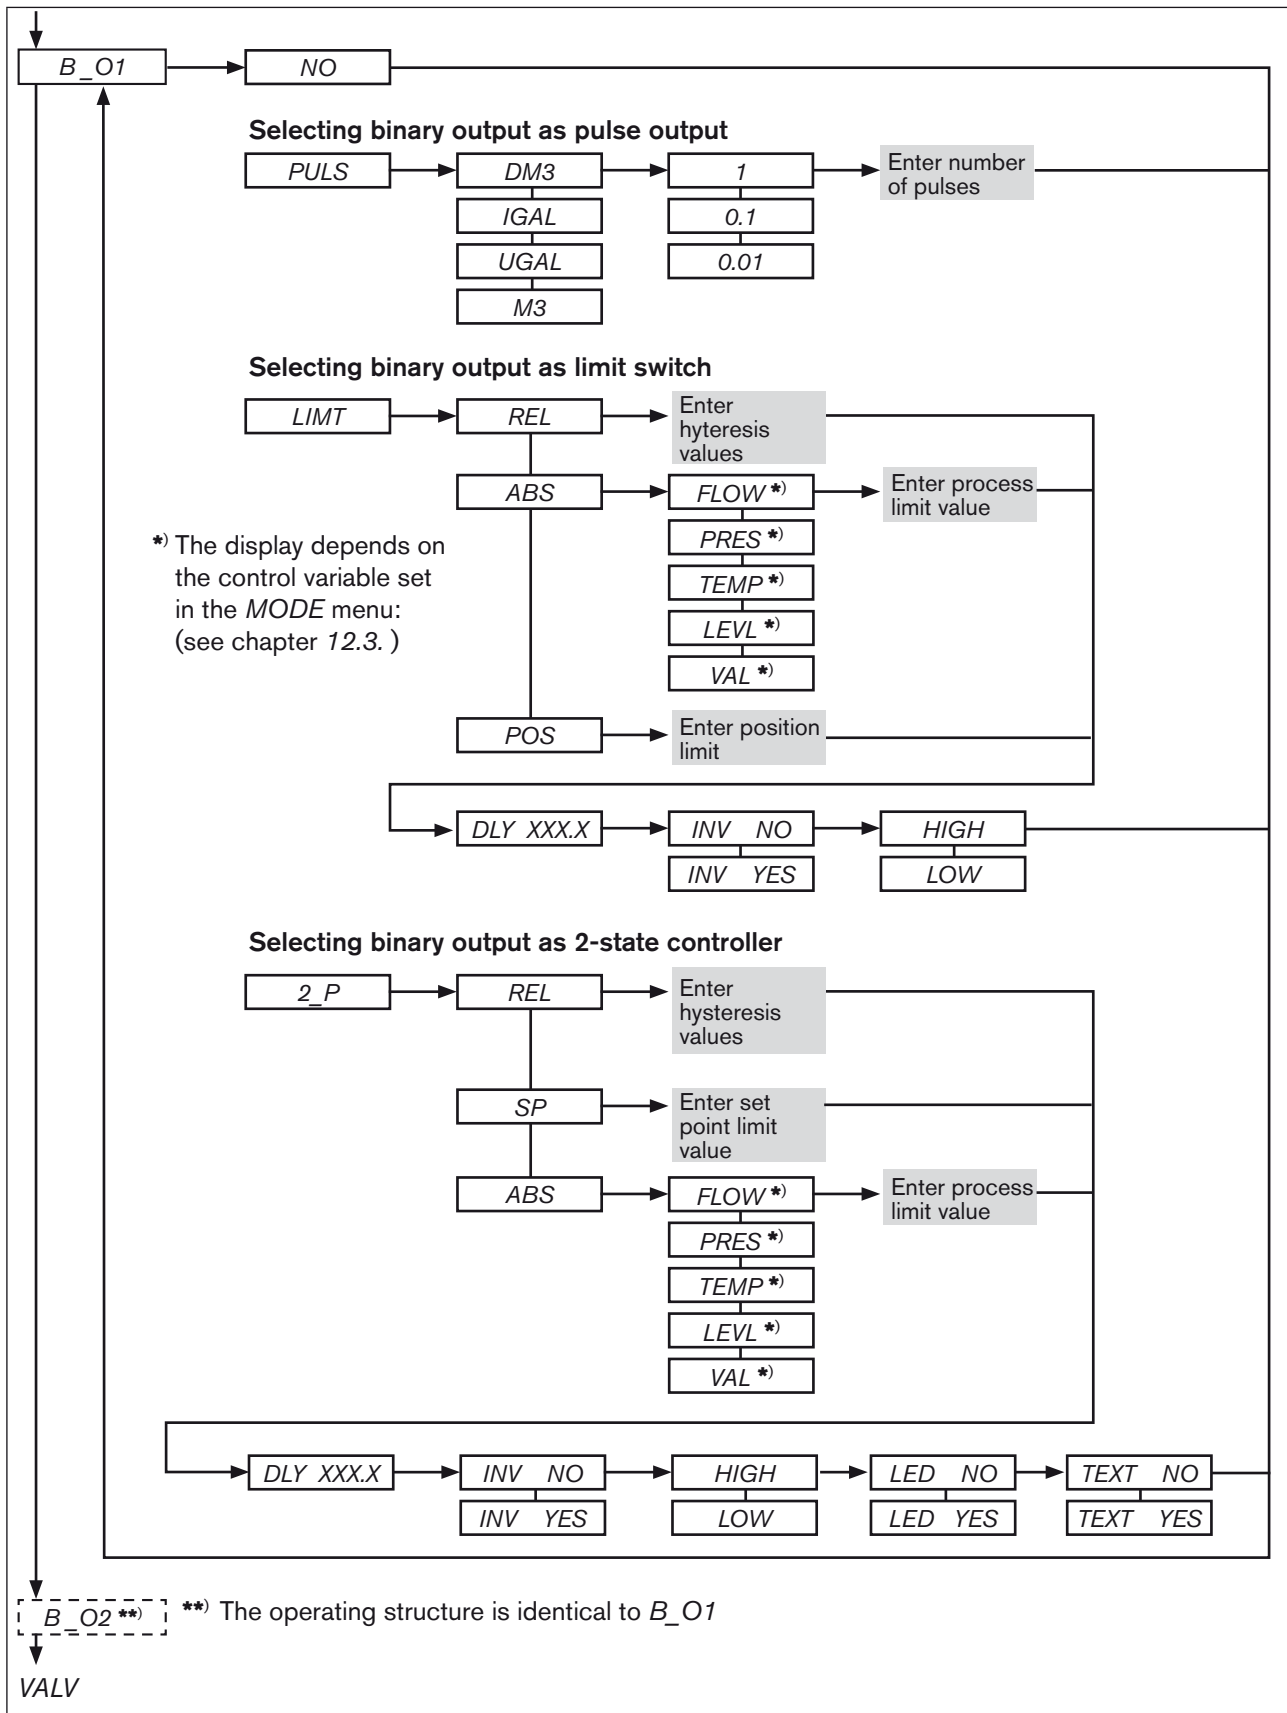 B_O1
NO
Selecting binary output as pulse output
PULS
DM3
1
Enter number
of pulses
IGAL
0.1
UGAL
0.01
M3
Selecting binary output as limit switch
LIMT
REL
Enter
hyteresis
values
ABS
FLOW *)
Enter process
limit value
PRES *)
*) The display depends on
the control variable set
in the MODE menu:
(see chapter 12.3. )
TEMP *)
LEVL *)
VAL *)
POS
Enter position
limit
DLY XXX.X
INV NO
HIGH
INV YES
LOW
Selecting binary output as 2-state controller
2_P
REL
Enter
hysteresis
values
SP
Enter set
point limit
value
ABS
FLOW *)
Enter process
limit value
PRES *)
TEMP *)
LEVL *)
VAL *)
DLY XXX.X
INV NO
HIGH
LED NO
TEXT NO
INV YES
LOW
LED YES
TEXT YES
B_O2 **)
**) The operating structure is identical to B_O1
VALV